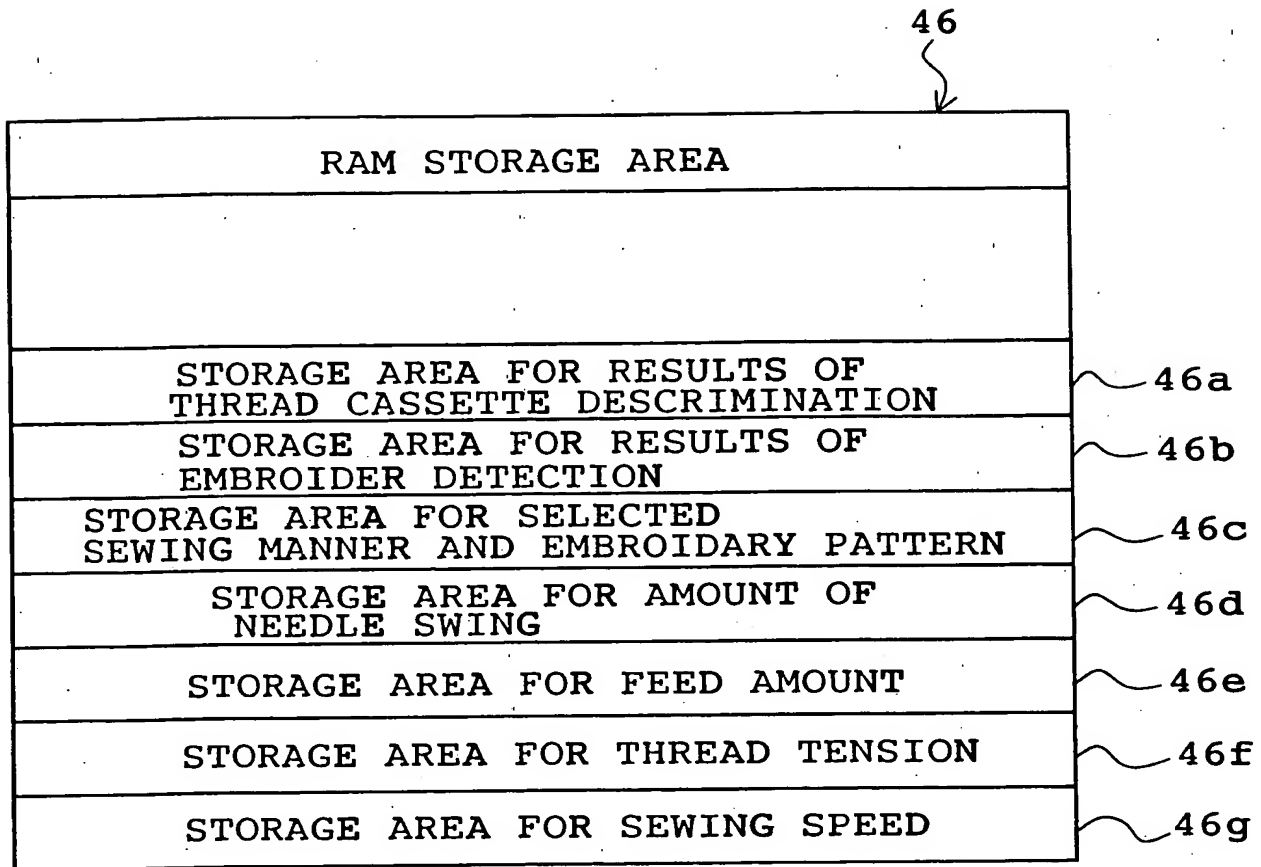 46
RAM STORAGE AREA
STORAGE AREA FOR RESULTS OF
THREAD CASSETTE DESCRIMINATION
46a
STORAGE AREA FOR RESULTS OF
EMBROIDER DETECTION
46b
STORAGE AREA FOR SELECTED
SEWING MANNER AND EMBROIDARY PATTERN
46c
STORAGE AREA FOR AMOUNT OF
NEEDLE SWING
46d
STORAGE AREA FOR FEED AMOUNT
46e
STORAGE AREA FOR THREAD TENSION
46f
STORAGE AREA FOR SEWING SPEED
46g